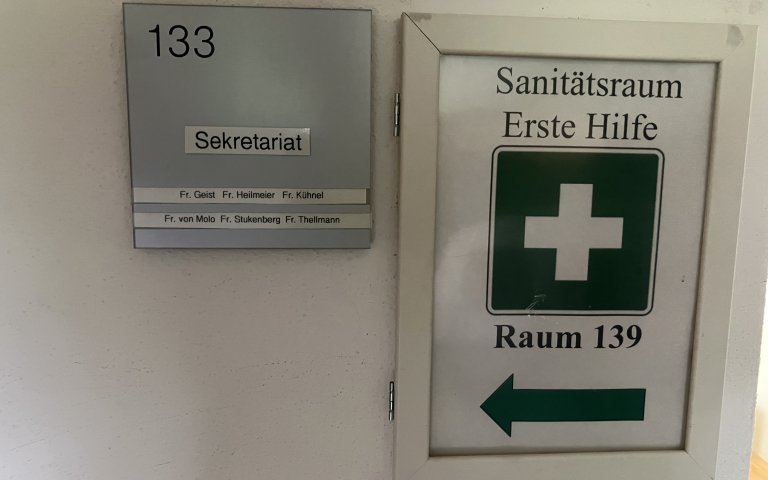 133
Sekretariat
Fr. Geist Fr. Heilmeier Fr. Kühnel
Fr. von Molo Fr. Stukenberg Fr. Thellmann
Sanitätsraum
Erste Hilfe
Raum 139